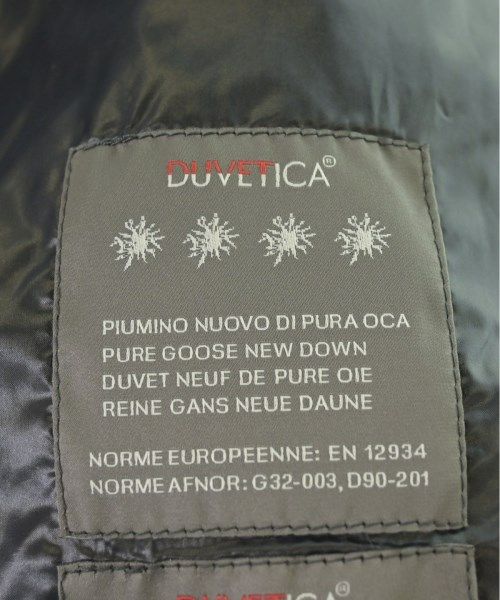 DUVETICA®
PIUMINO NUOVO DI PURA OCA
PURE GOOSE NEW DOWN
DUVET NEUF DE PURE OIE
REINE GANS NEUE DAUNE
NORME EUROPEENNE: EN 12934
NORME AFNOR: G32-003, D90-201
DUVETICA®